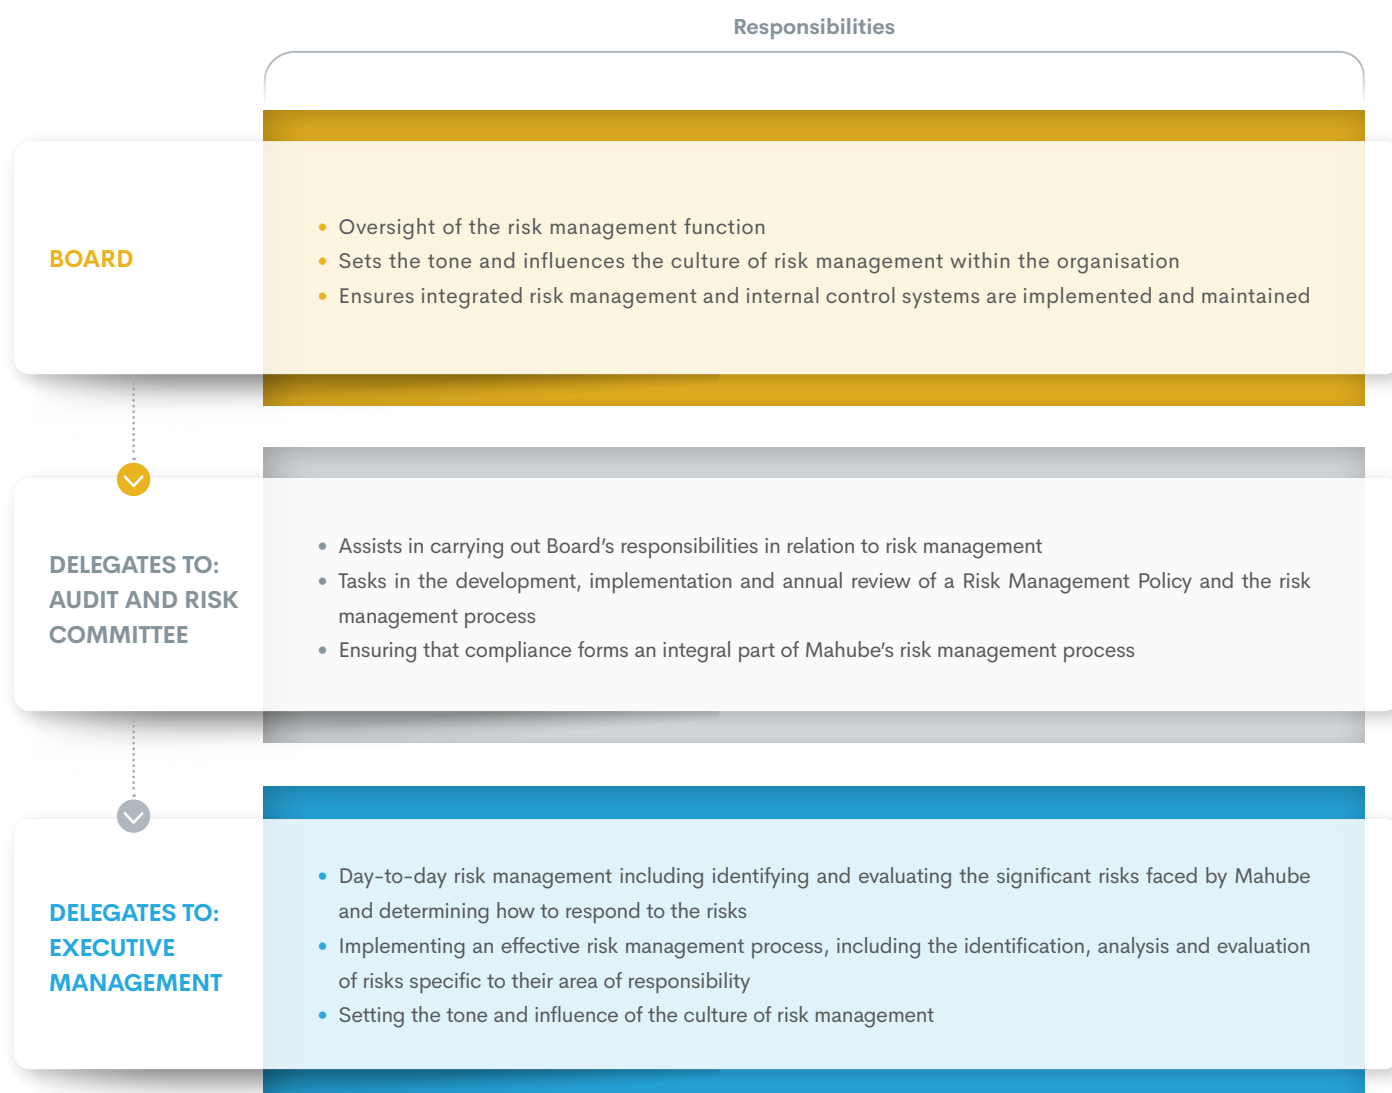 Responsibilities
BOARD
• Oversight of the risk management function
• Sets the tone and influences the culture of risk management within the organisation
• Ensures integrated risk management and internal control systems are implemented and maintained
DELEGATES TO:
AUDIT AND RISK
COMMITTEE
• Assists in carrying out Board’s responsibilities in relation to risk management
• Tasks in the development, implementation and annual review of a Risk Management Policy and the risk
management process
• Ensuring that compliance forms an integral part of Mahube’s risk management process
DELEGATES TO:
EXECUTIVE
MANAGEMENT
• Day-to-day risk management including identifying and evaluating the significant risks faced by Mahube
and determining how to respond to the risks
• Implementing an effective risk management process, including the identification, analysis and evaluation
of risks specific to their area of responsibility
• Setting the tone and influence of the culture of risk management